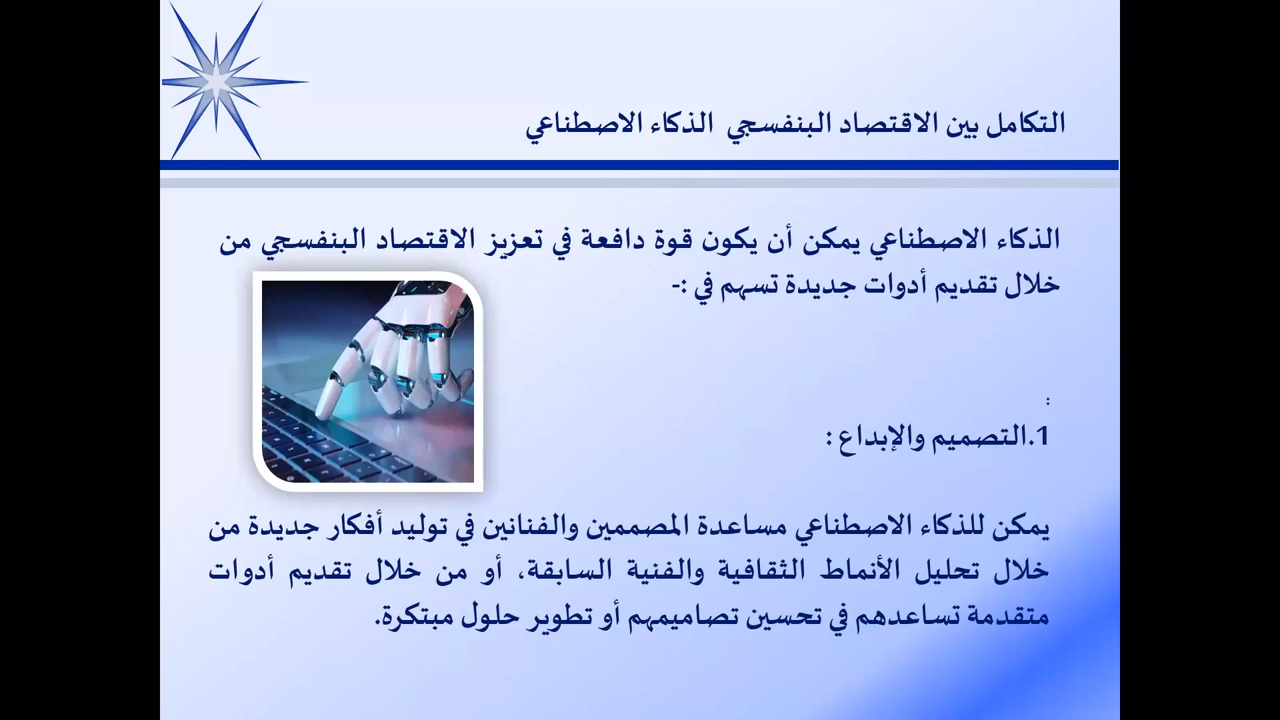 التكامل بين الاقتصاد البنفسجي الذكاء الاصطناعي
الذكاء الاصطناعي يمكن أن يكون قوة دافعة في تعزيز الاقتصاد البنفسجي من
خلال تقديم أدوات جديدة تسهم في :-
:
1.التصميم والإبداع :
يمكن للذكاء الاصطناعي مساعدة المصممين والفنانين في توليد أفكار جديدة من
خلال تحليل الأنماط الثقافية والفنية السابقة، أو من خلال تقديم أدوات
متقدمة تساعدهم في تحسين تصاميمهم أو تطوير حلول مبتكرة.